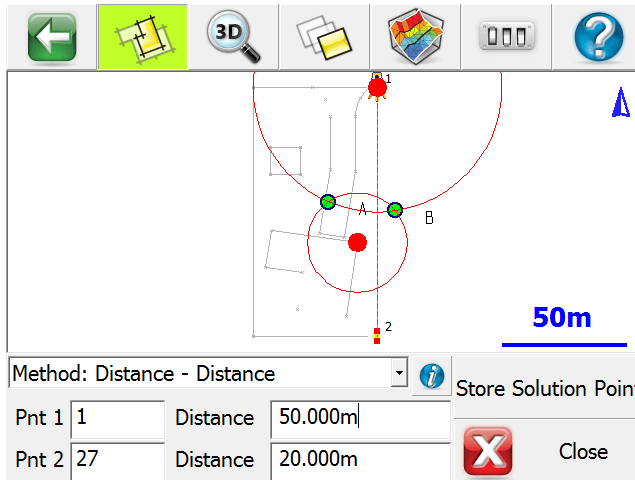 3D
1
A
B
50m
2
Method: Distance - Distance
Store Solution Poin
Pnt 1 1 Distance 50.000m
Pnt 2 27 Distance 20.000m
Close